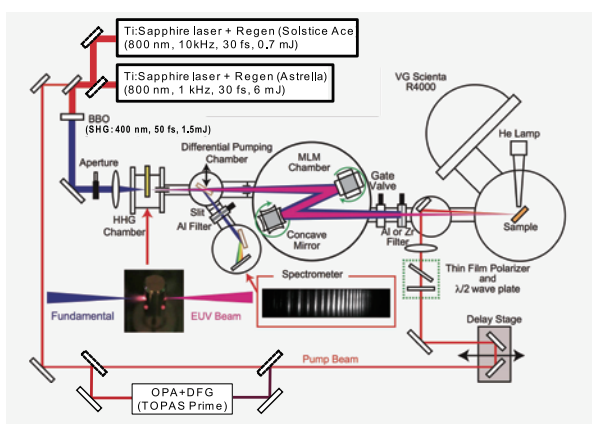 Ti:Sapphire laser + Regen (Solstice Ace)
(800 nm, 10kHz, 30 fs, 0.7 mJ)
Ti:Sapphire laser + Regen (Astrella)
(800 nm, 1 kHz, 30 fs, 6 mJ)
VG Scienta
R4000
BBO
(SHG: 400 nm, 50 fs, 1.5mJ)
He Lamp
Differential Pumping
Chamber
MLM
Chamber
Gate
Valve
Aperture
HHG
Chamber
Slit
Al Filter
Concave
Mirror
Al or Zr
Filter
Sample
Spectrometer
Thin Film Polarizer
and
λ/2 wave plate
Fundamental
EUV Beam
Delay Stage
Pump Beam
OPA+DFG
(TOPAS Prime)